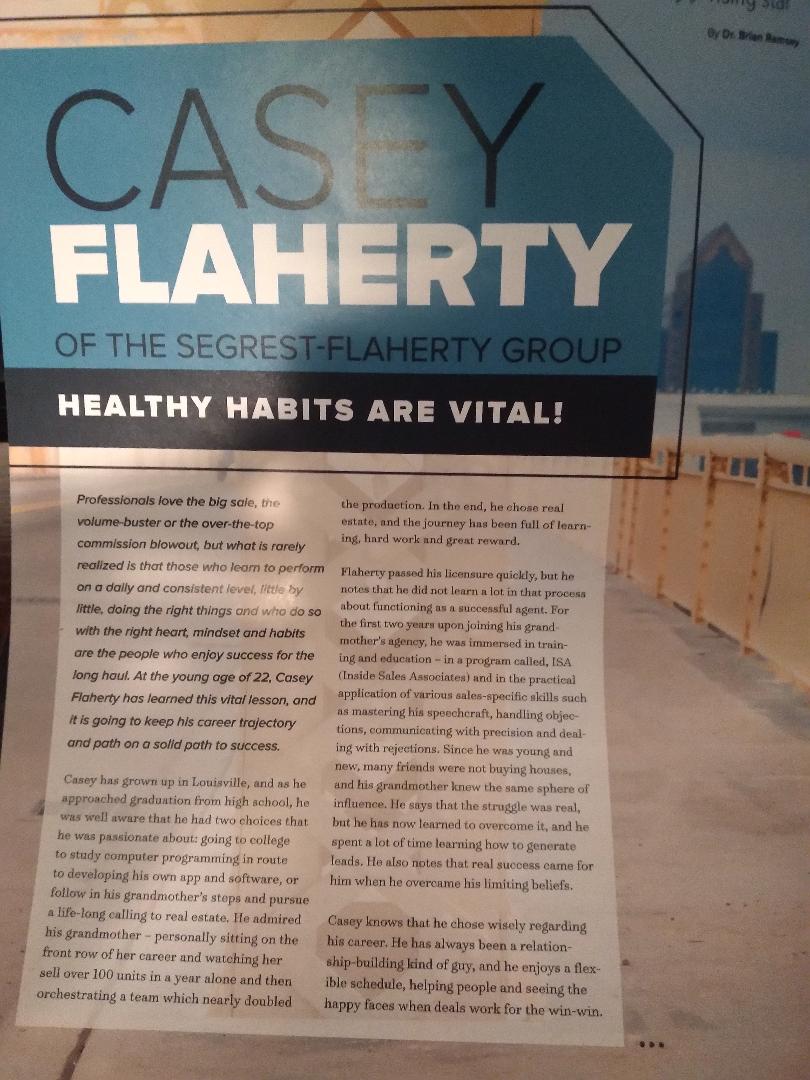 By Dr. Brian Ramsey
CASEY
FLAHERTY
OF THE SEGREST-FLAHERTY GROUP
HEALTHY HABITS ARE VITAL!
Professionals love the big sale, the
volume-buster or the over-the-top
commission blowout, but what is rarely
realized is that those who learn to perform
on a daily and consistent level, little by
little, doing the right things and who do so
with the right heart, mindset and habits
are the people who enjoy success for the
long haul. At the young age of 22, Casey
Flaherty has learned this vital lesson, and
it is going to keep his career trajectory
and path on a solid path to success.
Casey has grown up in Louisville, and as he
approached graduation from high school, he
was well aware that he had two choices that
he was passionate about: going to college
to study computer programming in route
to developing his own app and software, or
follow in his grandmother's steps and pursue
a life-long calling to real estate. He admired
his grandmother – personally sitting on the
front row of her career and watching her
sell over 100 units in a year alone and then
orchestrating a team which nearly doubled
the production. In the end, he chose real
estate, and the journey has been full of learn-
ing, hard work and great reward.
Flaherty passed his licensure quickly, but he
notes that he did not learn a lot in that process
about functioning as a successful agent. For
the first two years upon joining his grand-
mother's agency, he was immersed in train-
ing and education – in a program called, ISA
(Inside Sales Associates) and in the practical
application of various sales-specific skills such
as mastering his speechcraft, handling objec-
tions, communicating with precision and deal-
ing with rejections. Since he was young and
new, many friends were not buying houses,
and his grandmother knew the same sphere of
influence. He says that the struggle was real,
but he has now learned to overcome it, and he
spent a lot of time learning how to generate
leads. He also notes that real success came for
him when he overcame his limiting beliefs.
Casey knows that he chose wisely regarding
his career. He has always been a relation-
ship-building kind of guy, and he enjoys a flex-
ible schedule, helping people and seeing the
happy faces when deals work for the win-win.
•••